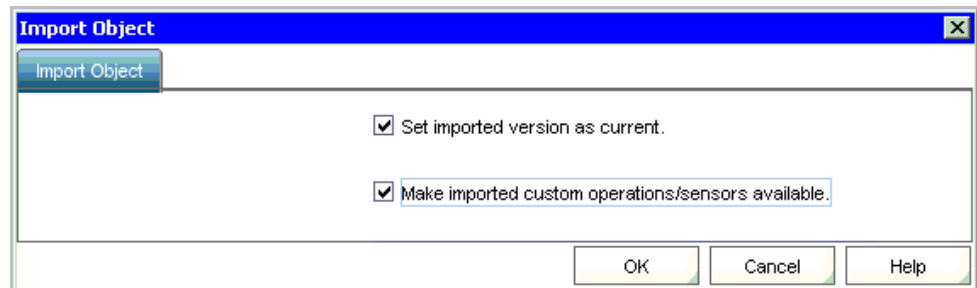 Import Object
Import Object
Set imported version as current.
Make imported custom operations/sensors available.
OK Cancel Help